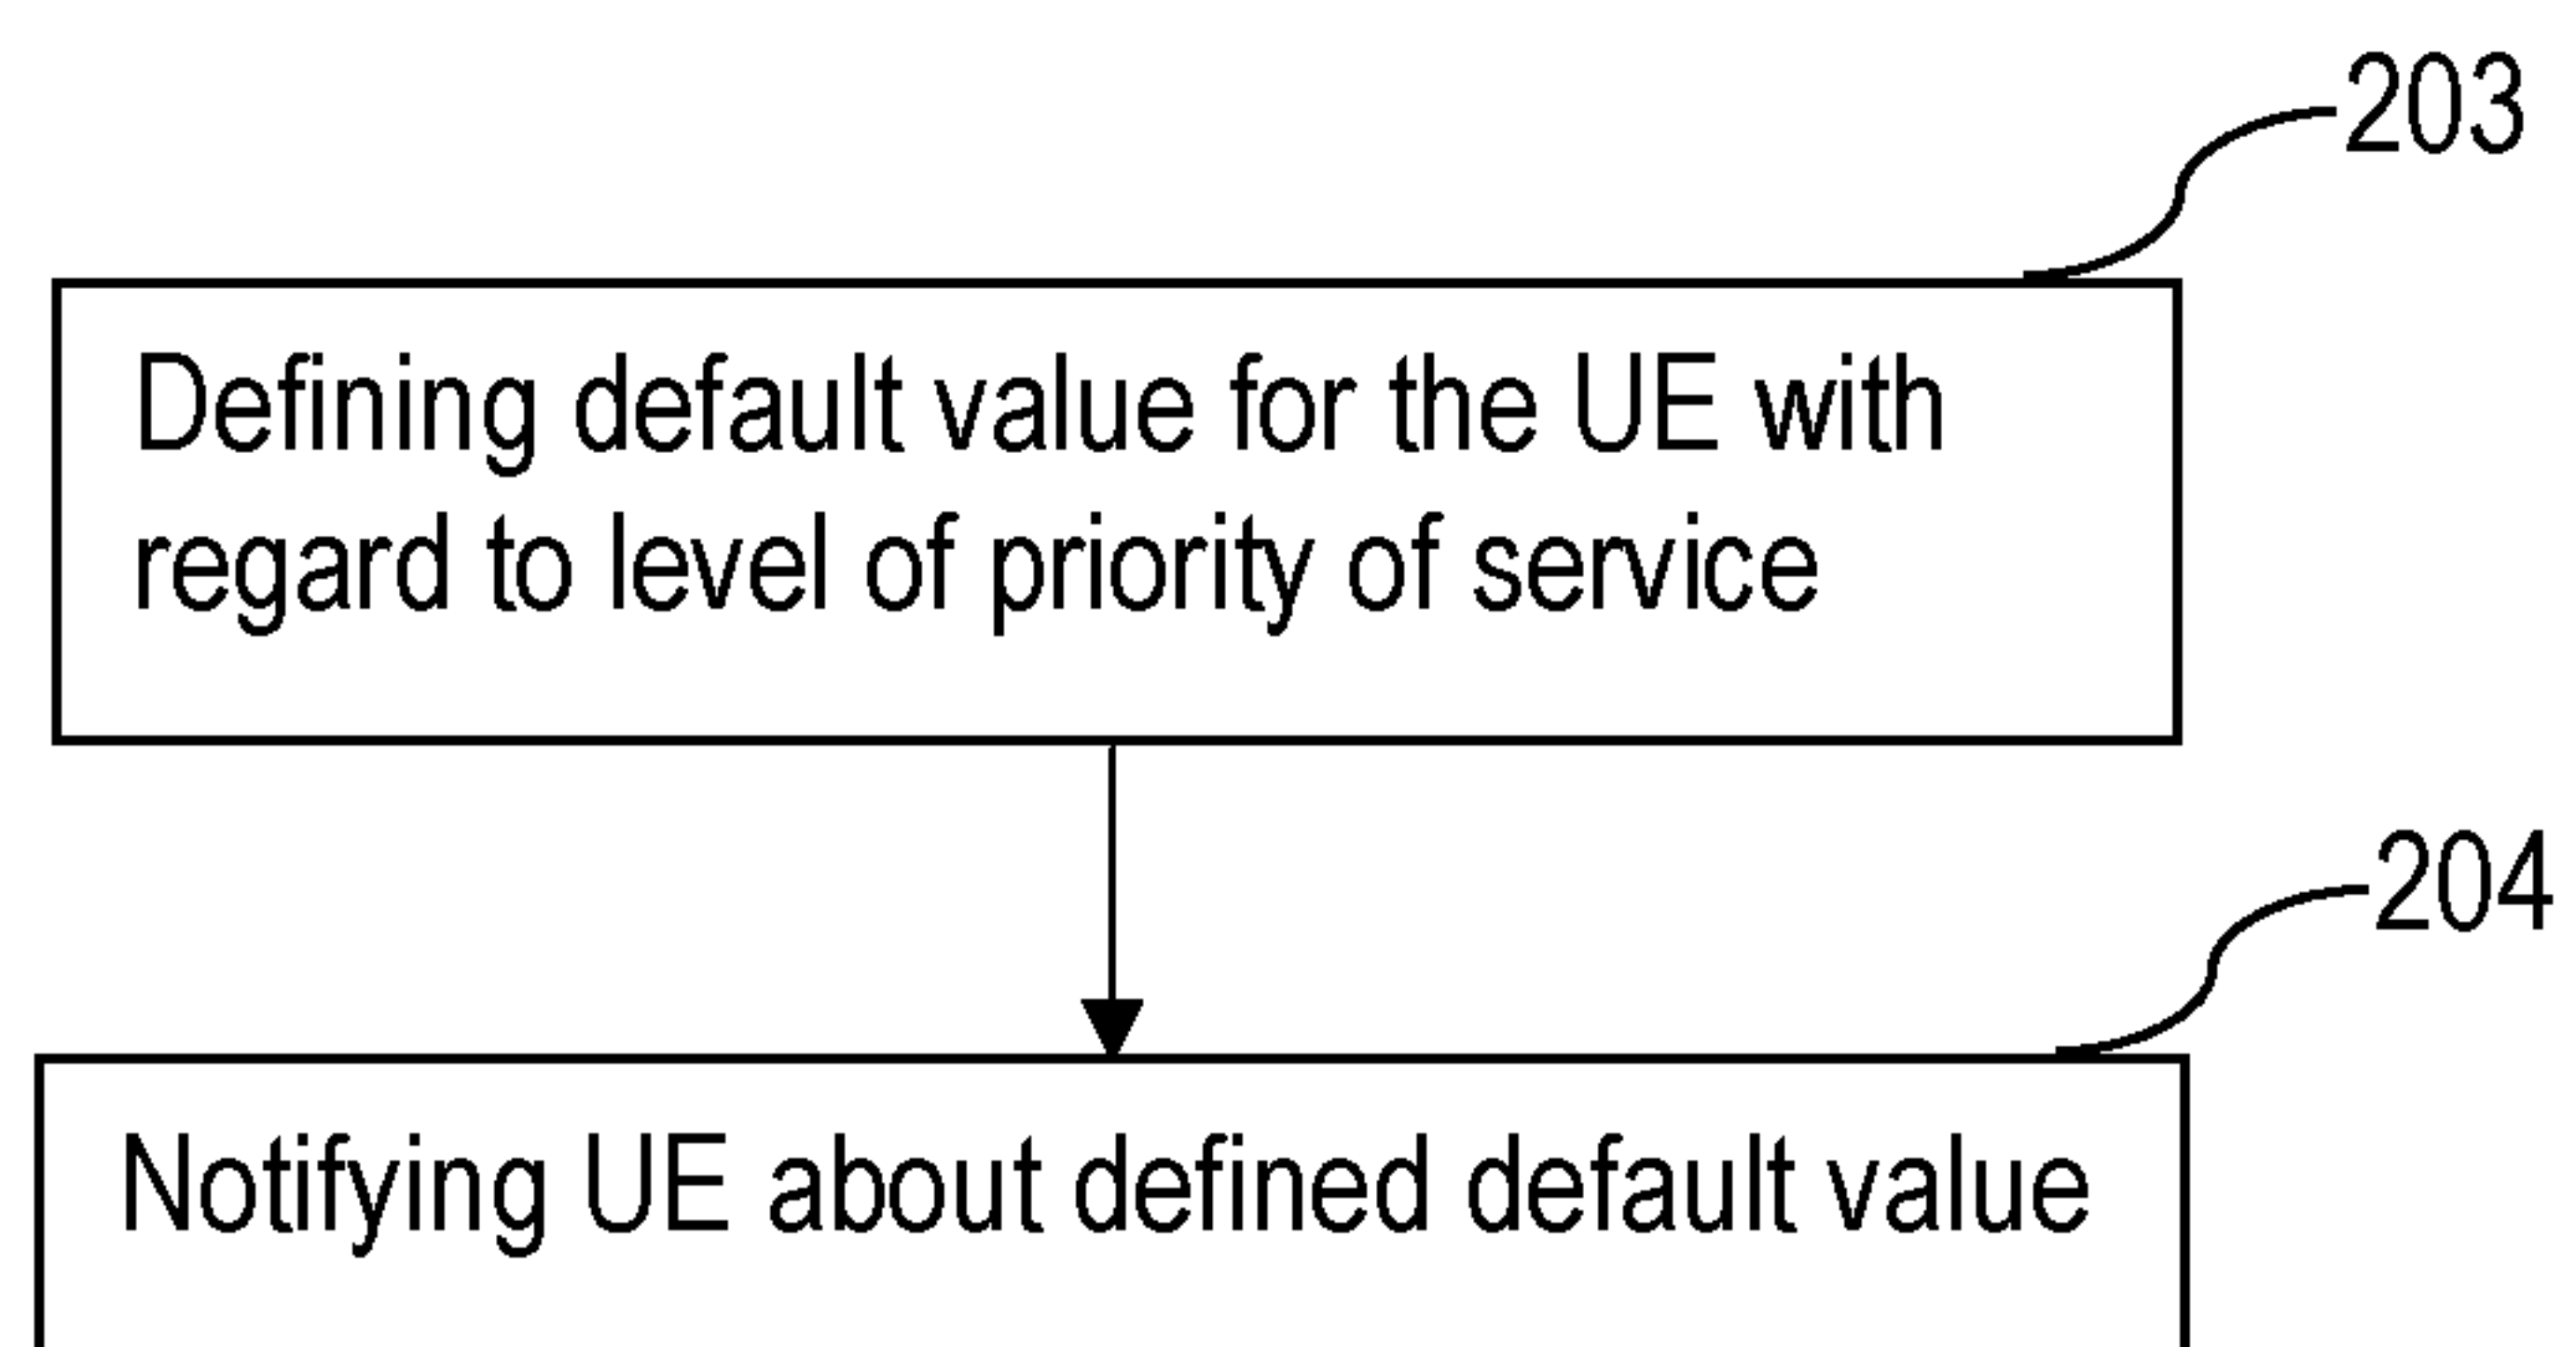 203
Defining default value for the UE with
regard to level of priority of service
204
Notifying UE about defined default value